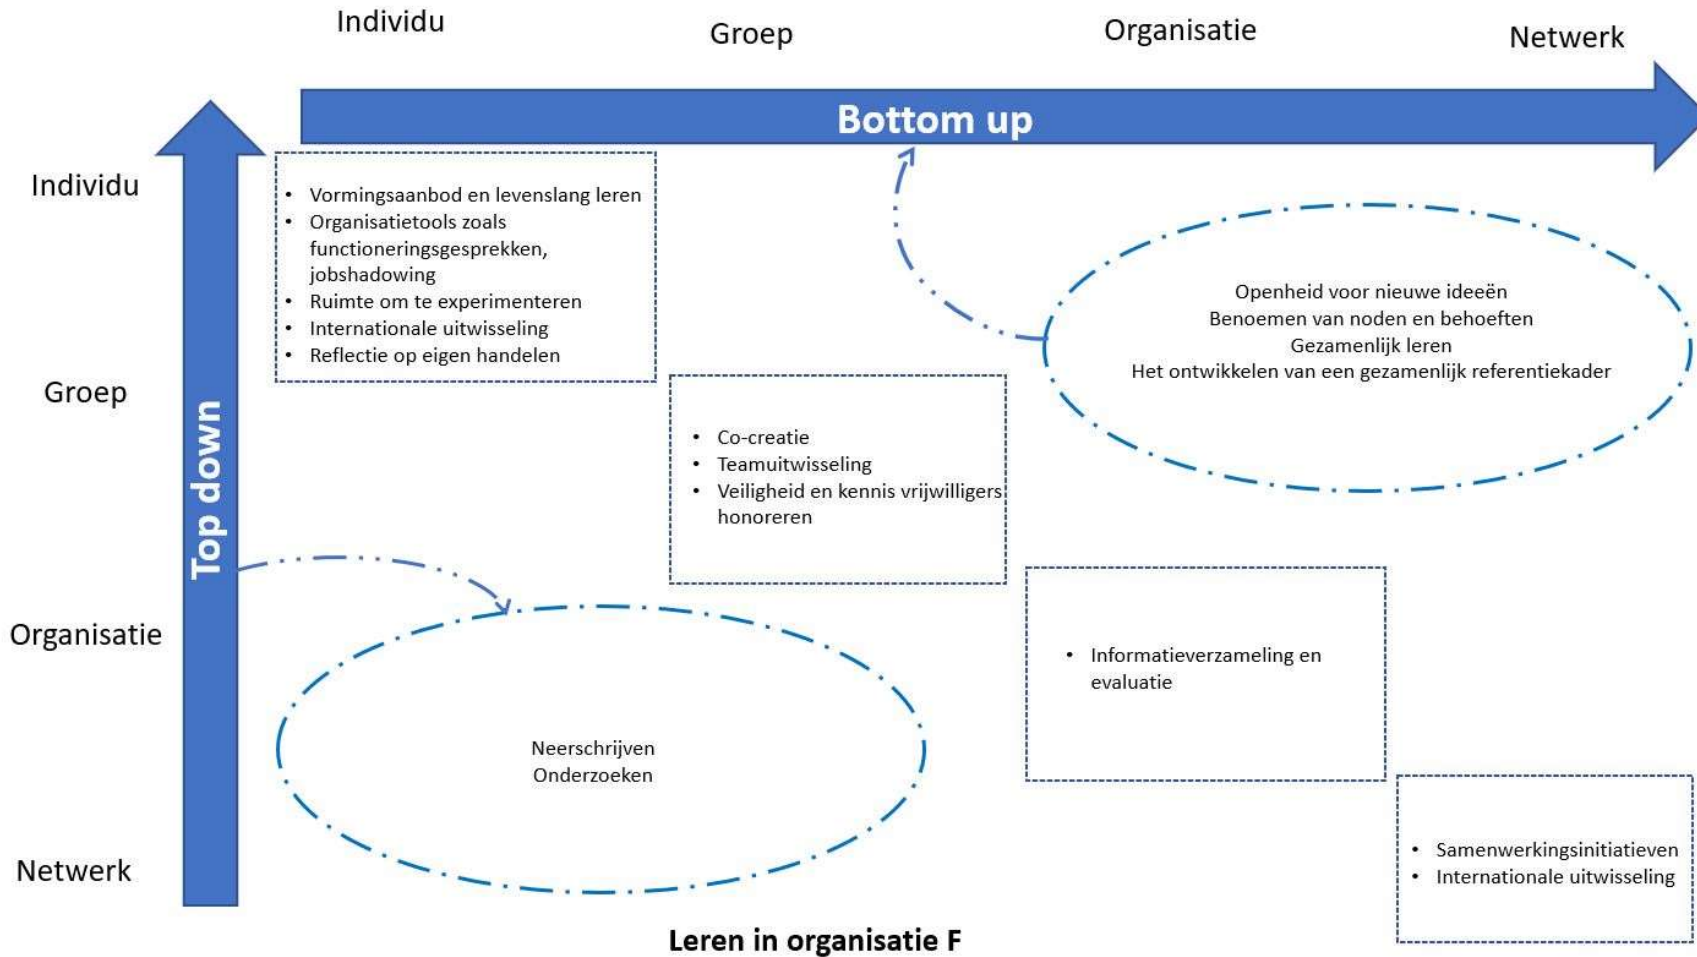 Individu
Groep
Organisatie
Netwerk
Bottom up
Top down
Individu
Groep
Organisatie
Netwerk
• Vormingsaanbod en levenslang leren
• Organisatietools zoals
functioneringsgesprekken,
jobshadowing
• Ruimte om te experimenteren
• Internationale uitwisseling
• Reflectie op eigen handelen
Openheid voor nieuwe ideeën
Benoemen van noden en behoeften
Gezamenlijk leren
Het ontwikkelen van een gezamenlijk referentiekader
• Co-creatie
• Teamuitwisseling
• Veiligheid en kennis vrijwilligers
honoreren
• Informatieverzameling en
evaluatie
Neerschrijven
Onderzoeken
• Samenwerkingsinitiatieven
• Internationale uitwisseling
Leren in organisatie F